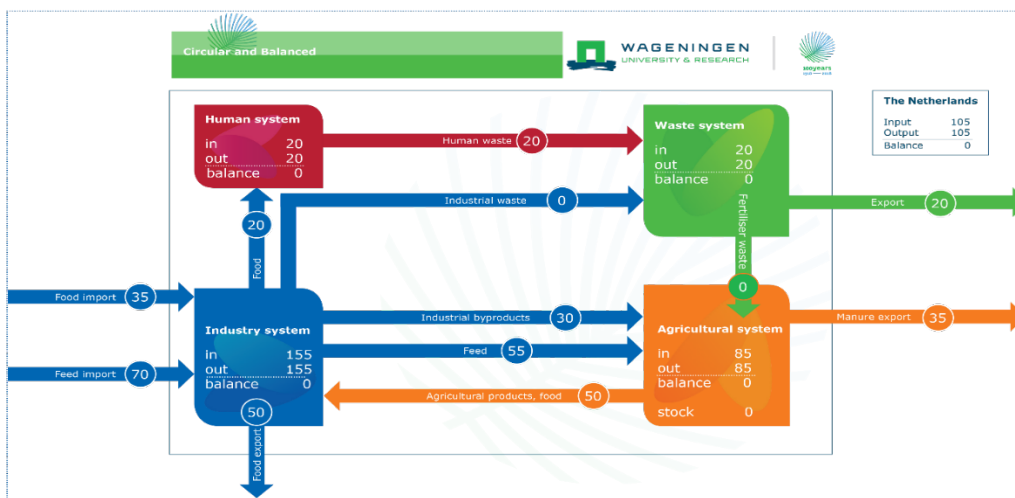 Circular and Balanced
WAGENINGEN
UNIVERSITY & RESEARCH
The Netherlands
Input 105
Output 105
Balance 0
Human system
in 20
out 20
balance 0
Human waste 20
Waste system
in 20
out 20
balance 0
Industrial waste 0
Export 20
Fertiliser waste
0
20
Food
Food import 35
Feed import 70
Industry system
in 155
out 155
balance 0
50
Food export
Industrial byproducts 30
Feed 55
Agricultural products, food 50
Agricultural system
in 85
out 85
balance 0
stock 0
Manure export 35